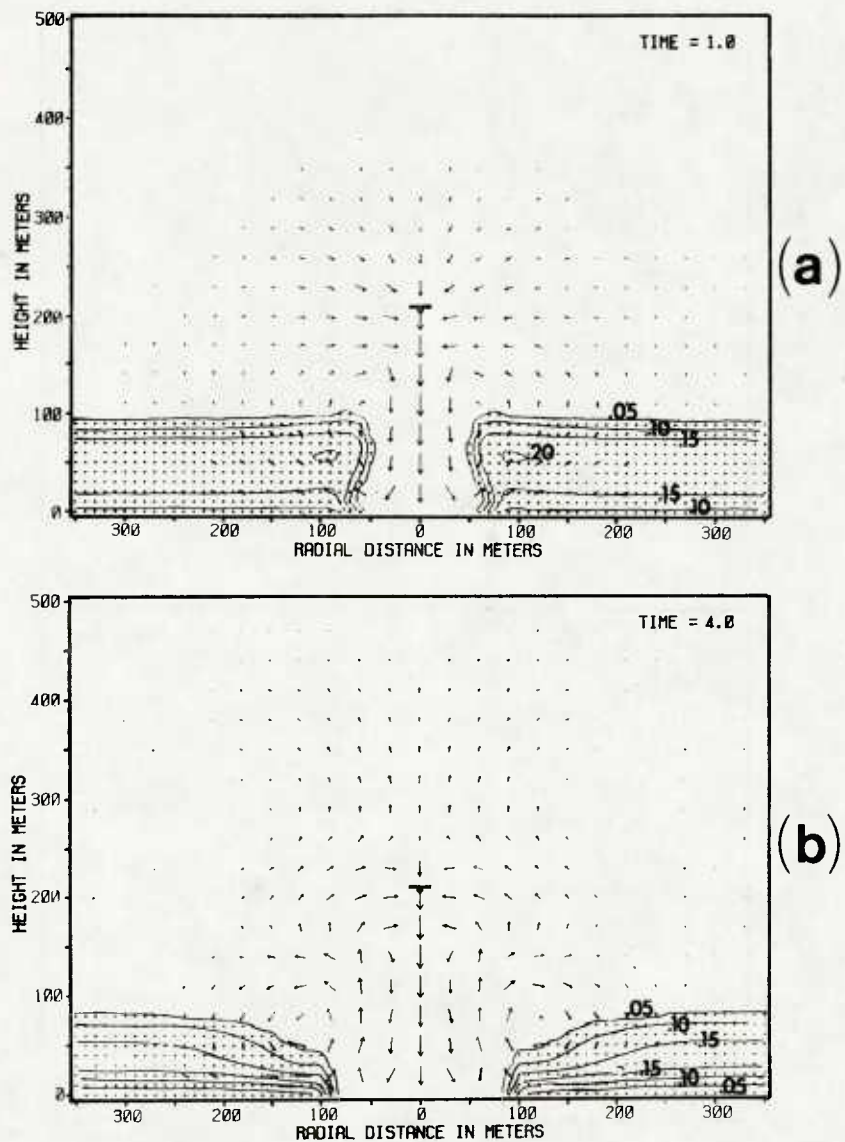 500
TIME = 1.0
400
300
HEIGHT IN METERS
(a)
200
100
.05
.10
.15
.20
.15
.10
0
300 200 100 0 100 200 300
RADIAL DISTANCE IN METERS
500
TIME = 4.0
400
300
HEIGHT IN METERS
(b)
200
100
.05
.10
.15
.15
.10
.05
0
300 200 100 0 100 200 300
RADIAL DISTANCE IN METERS